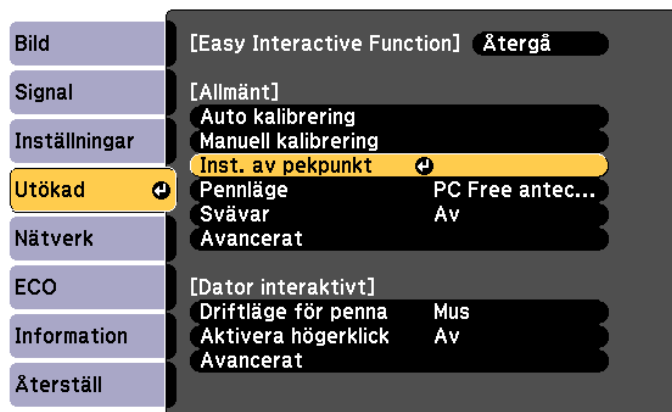 Bild
Signal
Inställningar
Utökad
Nätverk
ECO
Information
Återställ
[Easy Interactive Function] Återgå
[Allmänt]
Auto kalibrering
Manuell kalibrering
Inst. av pekpunkt
Pennläge PC Free antec...
Svävar Av
Avancerat
[Dator interaktivt]
Driftläge för penna Mus
Aktivera högerklick Av
Avancerat